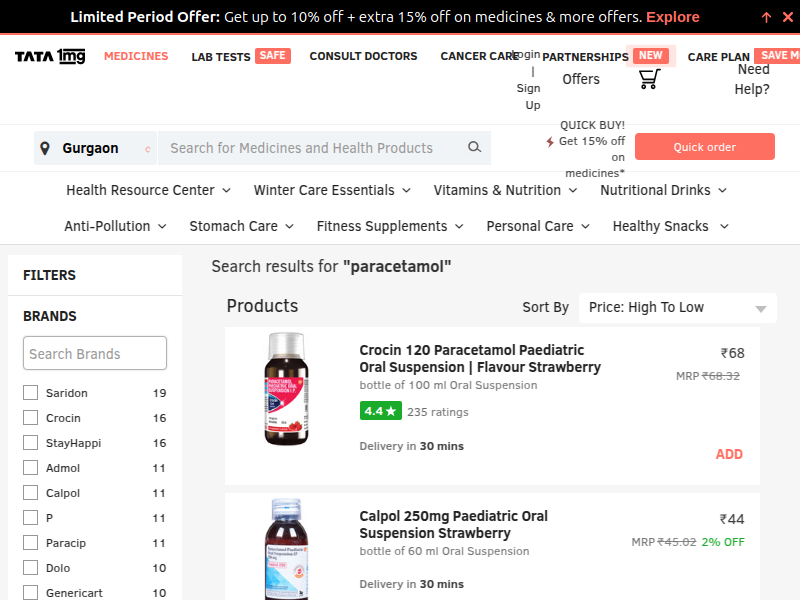 Limited Period Offer: Get up to 10% off + extra 15% off on medicines & more offers. Explore
TATA 1mg
MEDICINES
LAB TESTS SAFE
CONSULT DOCTORS
CANCER CARE
Login
|
Sign
Up
PARTNERSHIPS NEW
CARE PLAN SAVE M
Offers
Need
Help?
Gurgaon
Search for Medicines and Health Products
QUICK BUY!
Get 15% off
on
medicines*
Quick order
Health Resource Center
Winter Care Essentials
Vitamins & Nutrition
Nutritional Drinks
Anti-Pollution
Stomach Care
Fitness Supplements
Personal Care
Healthy Snacks
FILTERS
BRANDS
Search Brands
Saridon 19
Crocin 16
StayHappi 16
Admol 11
Calpol 11
P 11
Paracip 11
Dolo 10
Genericart 10
Search results for "paracetamol"
Products
Sort By
Price: High To Low
Crocin 120 Paracetamol Paediatric
Oral Suspension | Flavour Strawberry
bottle of 100 ml Oral Suspension
4.4★ 235 ratings
Delivery in 30 mins
₹68
MRP ₹68.32
ADD
Calpol 250mg Paediatric Oral
Suspension Strawberry
bottle of 60 ml Oral Suspension
Delivery in 30 mins
₹44
MRP ₹45.02 2% OFF